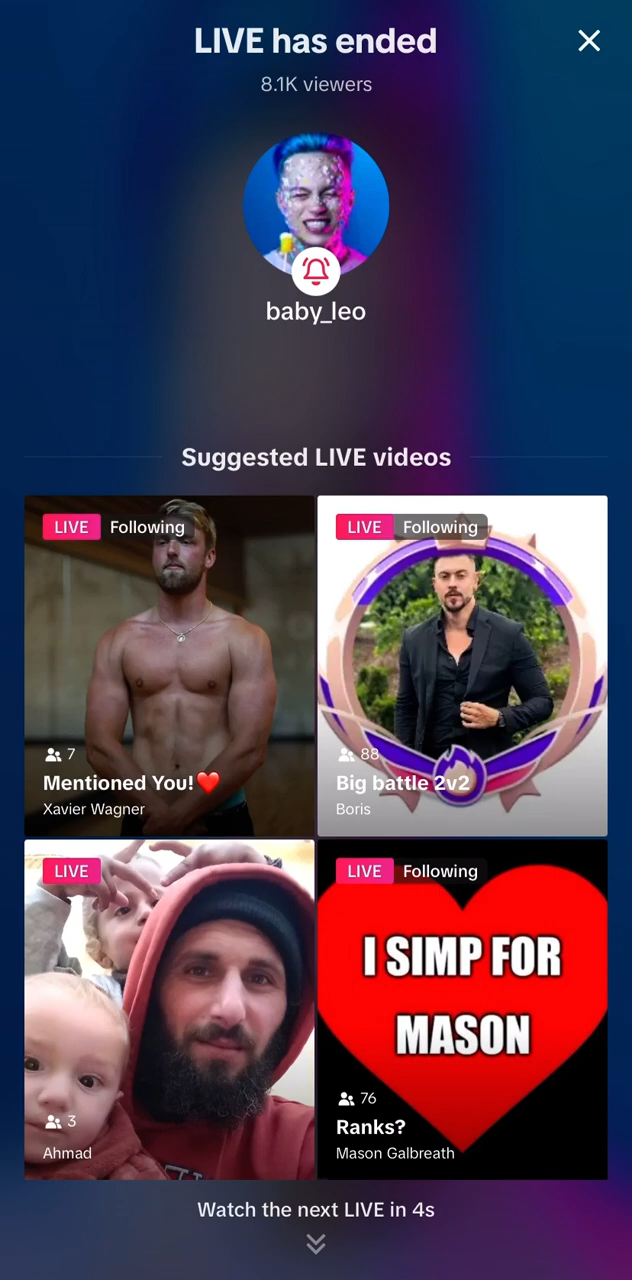 LIVE has ended
8.1K viewers
baby_leo
Suggested LIVE videos
LIVE Following
7
Mentioned You!❤️
Xavier Wagner
LIVE Following
88
Big battle 2v2
Boris
LIVE
3
Ahmad
LIVE Following
I SIMP FOR
MASON
76
Ranks?
Mason Galbreath
Watch the next LIVE in 4s